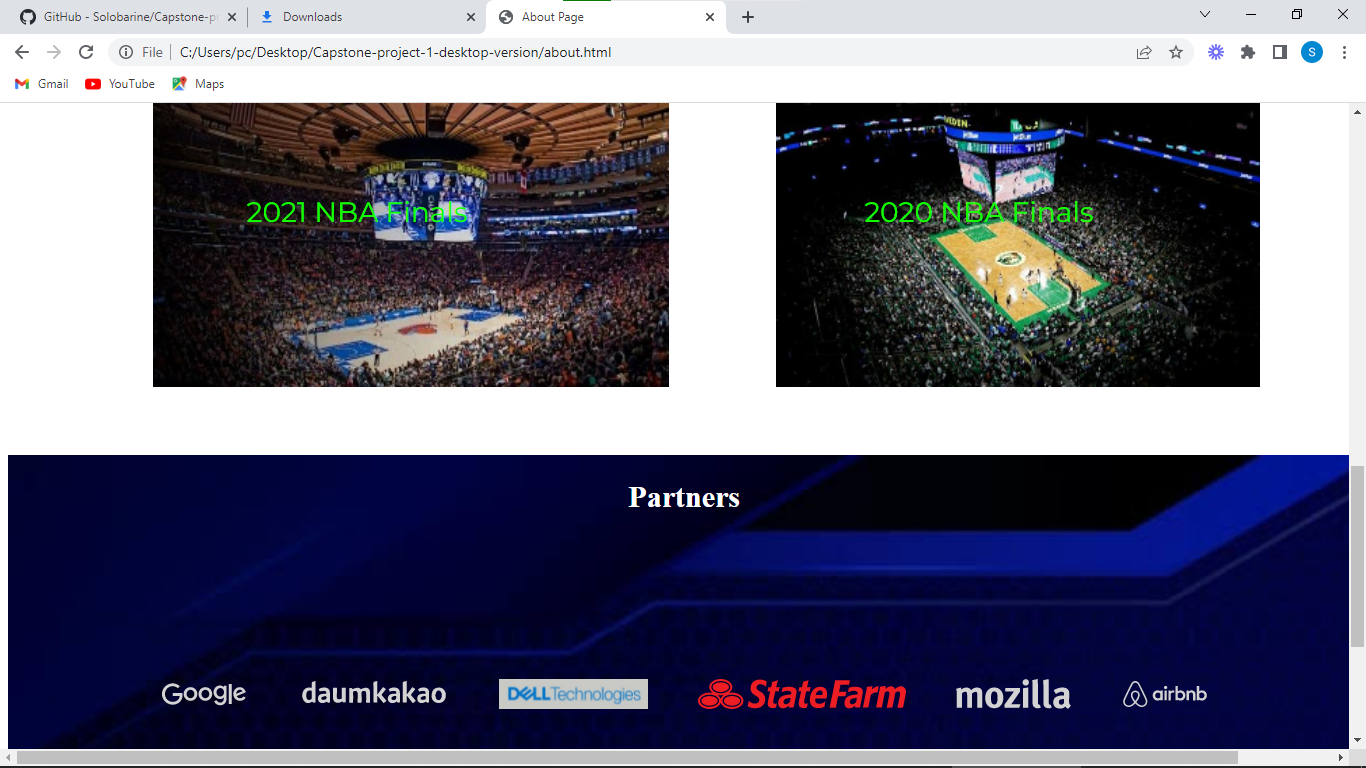 GitHub - Solobarine/Capstone-pr
Downloads
About Page
File
C:/Users/pc/Desktop/Capstone-project-1-desktop-version/about.html
S
Gmail
YouTube
Maps
2021 NBA Finals
2020 NBA Finals
Partners
Google
daumkakao
DELL Technologies
StateFarm
mozilla
airbnb